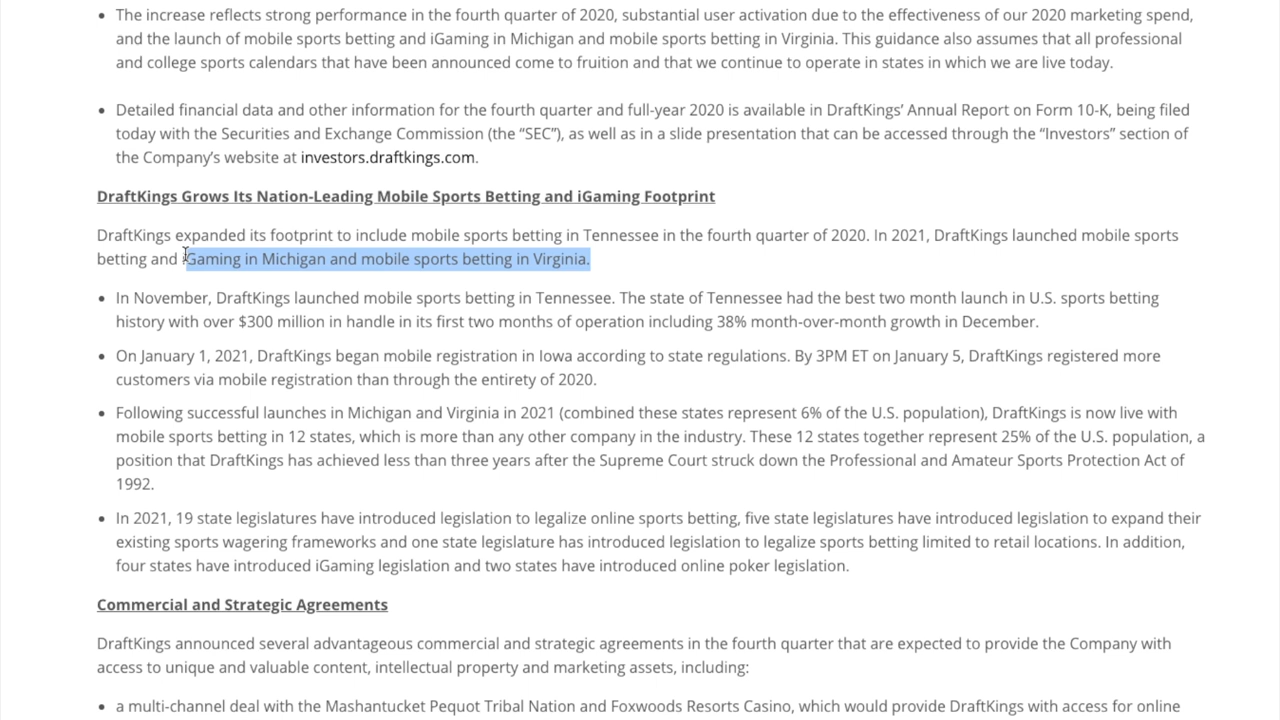 • The increase reflects strong performance in the fourth quarter of 2020, substantial user activation due to the effectiveness of our 2020 marketing spend,
and the launch of mobile sports betting and iGaming in Michigan and mobile sports betting in Virginia. This guidance also assumes that all professional
and college sports calendars that have been announced come to fruition and that we continue to operate in states in which we are live today.
• Detailed financial data and other information for the fourth quarter and full-year 2020 is available in DraftKings’ Annual Report on Form 10-K, being filed
today with the Securities and Exchange Commission (the “SEC”), as well as in a slide presentation that can be accessed through the “Investors” section of
the Company’s website at investors.draftkings.com.
DraftKings Grows Its Nation-Leading Mobile Sports Betting and iGaming Footprint
DraftKings expanded its footprint to include mobile sports betting in Tennessee in the fourth quarter of 2020. In 2021, DraftKings launched mobile sports
betting and iGaming in Michigan and mobile sports betting in Virginia.
• In November, DraftKings launched mobile sports betting in Tennessee. The state of Tennessee had the best two month launch in U.S. sports betting
history with over $300 million in handle in its first two months of operation including 38% month-over-month growth in December.
• On January 1, 2021, DraftKings began mobile registration in Iowa according to state regulations. By 3PM ET on January 5, DraftKings registered more
customers via mobile registration than through the entirety of 2020.
• Following successful launches in Michigan and Virginia in 2021 (combined these states represent 6% of the U.S. population), DraftKings is now live with
mobile sports betting in 12 states, which is more than any other company in the industry. These 12 states together represent 25% of the U.S. population, a
position that DraftKings has achieved less than three years after the Supreme Court struck down the Professional and Amateur Sports Protection Act of
1992.
• In 2021, 19 state legislatures have introduced legislation to legalize online sports betting, five state legislatures have introduced legislation to expand their
existing sports wagering frameworks and one state legislature has introduced legislation to legalize sports betting limited to retail locations. In addition,
four states have introduced iGaming legislation and two states have introduced online poker legislation.
Commercial and Strategic Agreements
DraftKings announced several advantageous commercial and strategic agreements in the fourth quarter that are expected to provide the Company with
access to unique and valuable content, intellectual property and marketing assets, including:
• a multi-channel deal with the Mashantucket Pequot Tribal Nation and Foxwoods Resorts Casino, which would provide DraftKings with access for online